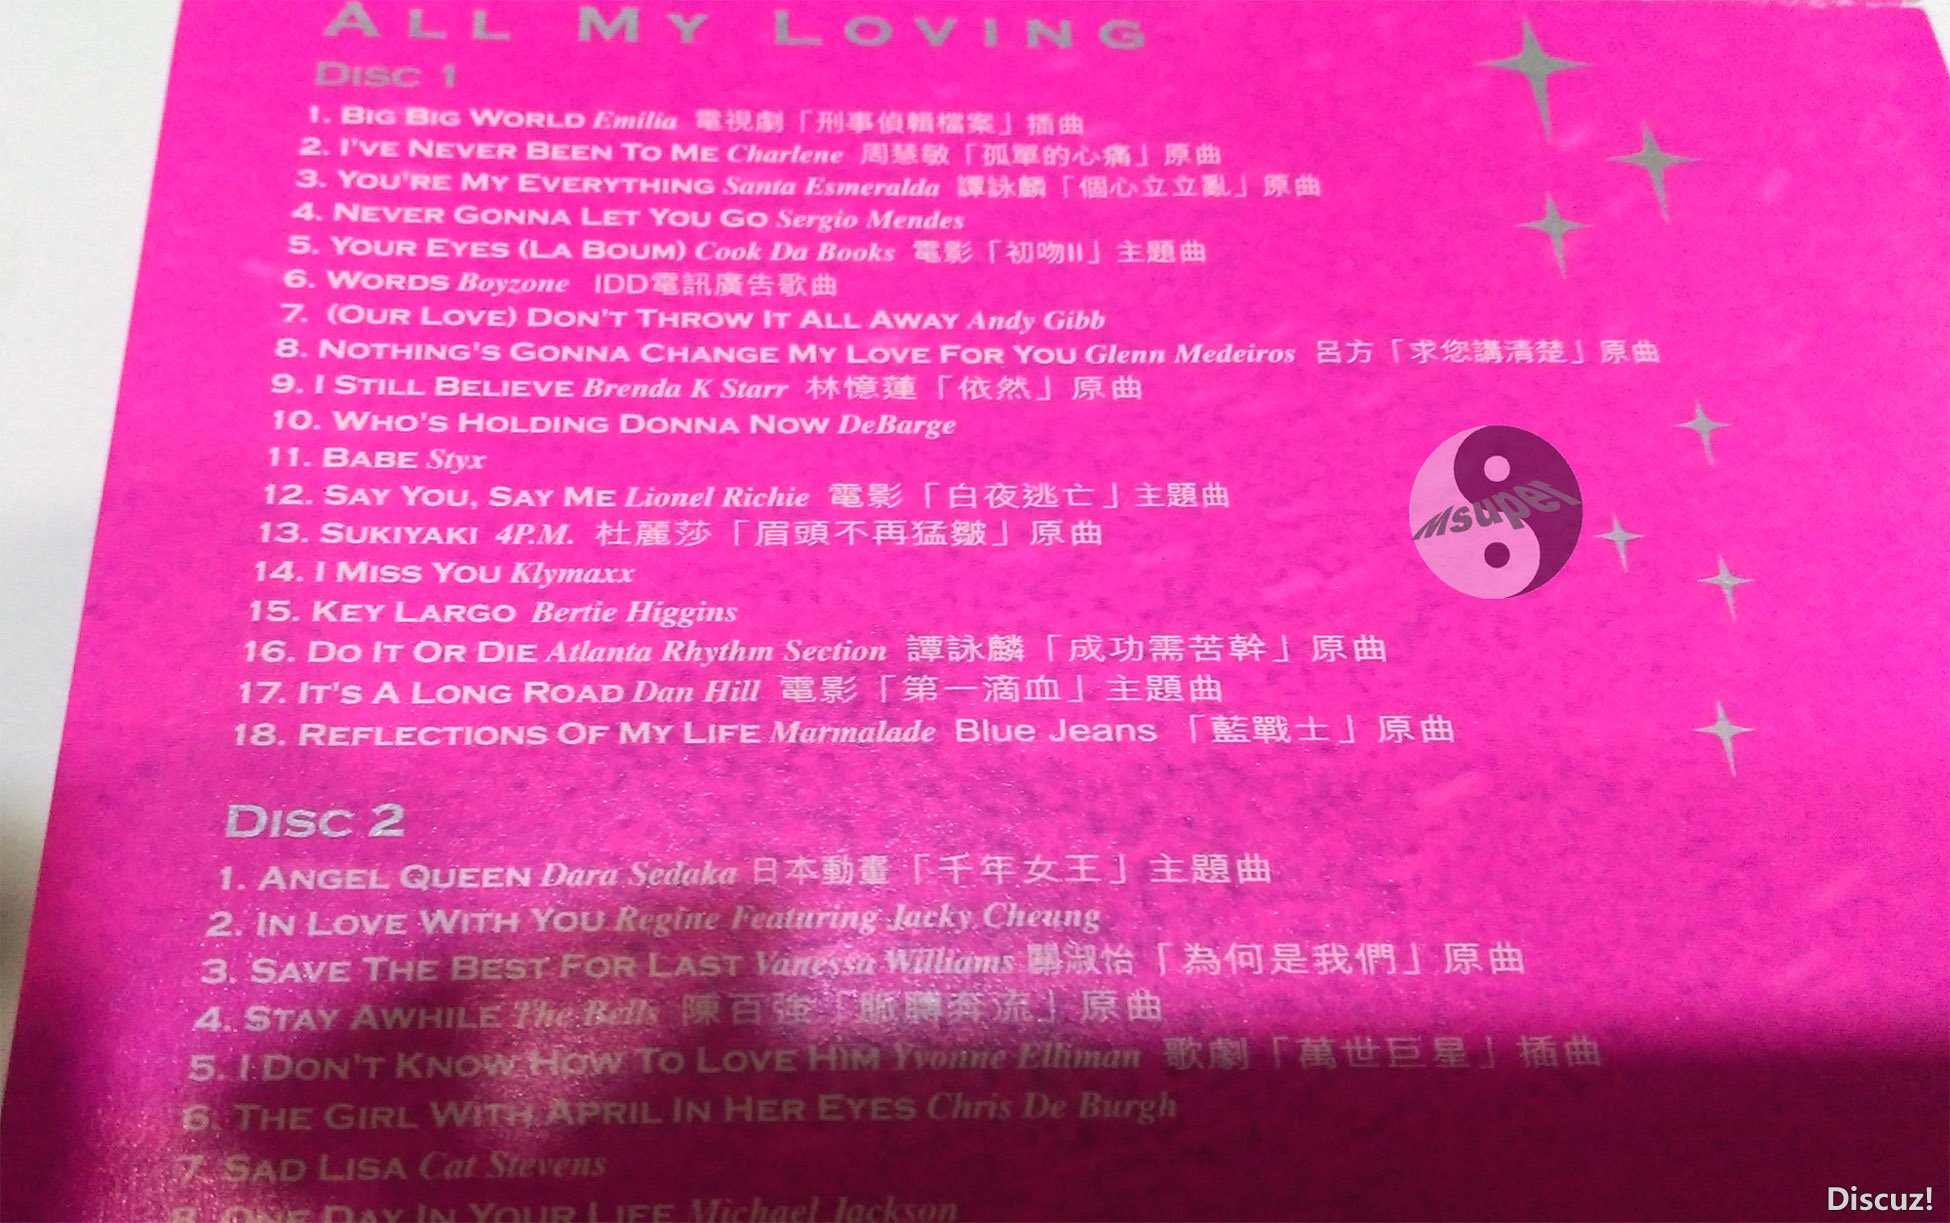 ALL MY LOVING
DISC 1
1. BIG BIG WORLD Emilia 電視劇「刑事偵輯檔案」插曲
2. I'VE NEVER BEEN TO ME Charlene 周慧敏「孤單的心痛」原曲
3. YOU'RE MY EVERYTHING Santa Esmeralda 譚詠麟「個心立立亂」原曲
4. NEVER GONNA LET YOU GO Sergio Mendes
5. YOUR EYES (LA BOUM) Cook Da Books 電影「初吻II」主題曲
6. WORDS Boyzone IDD電訊廣告歌曲
7. (OUR LOVE) DON'T THROW IT ALL AWAY Andy Gibb
8. NOTHING'S GONNA CHANGE MY LOVE FOR YOU Glenn Medeiros 呂方「求您講清楚」原曲
9. I STILL BELIEVE Brenda K Starr 林憶蓮「依然」原曲
10. WHO'S HOLDING DONNA NOW DeBarge
11. BABE Styx
12. SAY YOU, SAY ME Lionel Richie 電影「白夜逃亡」主題曲
Msupel
13. SUKIYAKI 4P.M. 杜麗莎「眉頭不再猛皺」原曲
14. I MISS YOU Klymaxx
15. KEY LARGO Bertie Higgins
16. DO IT OR DIE Atlanta Rhythm Section 譚詠麟「成功需苦幹」原曲
17. IT'S A LONG ROAD Dan Hill 電影「第一滴血」主題曲
18. REFLECTIONS OF MY LIFE Marmalade Blue Jeans「藍戰士」原曲
DISC 2
1. ANGEL QUEEN Dara Sedaka 日本動畫「千年女王」主題曲
2. IN LOVE WITH YOU Regine Featuring Jacky Cheung
3. SAVE THE BEST FOR LAST Vanessa Williams 關淑怡「為何是我們」原曲
4. STAY AWHILE The Bells 陳百強「脈膊奔流」原曲
5. I DON'T KNOW HOW TO LOVE HIM Yvonne Elliman 歌劇「萬世巨星」插曲
6. THE GIRL WITH APRIL IN HER EYES Chris De Burgh
7. SAD LISA Cat Stevens
8. ONE DAY IN YOUR LIFE Michael Jackson
Discuz!